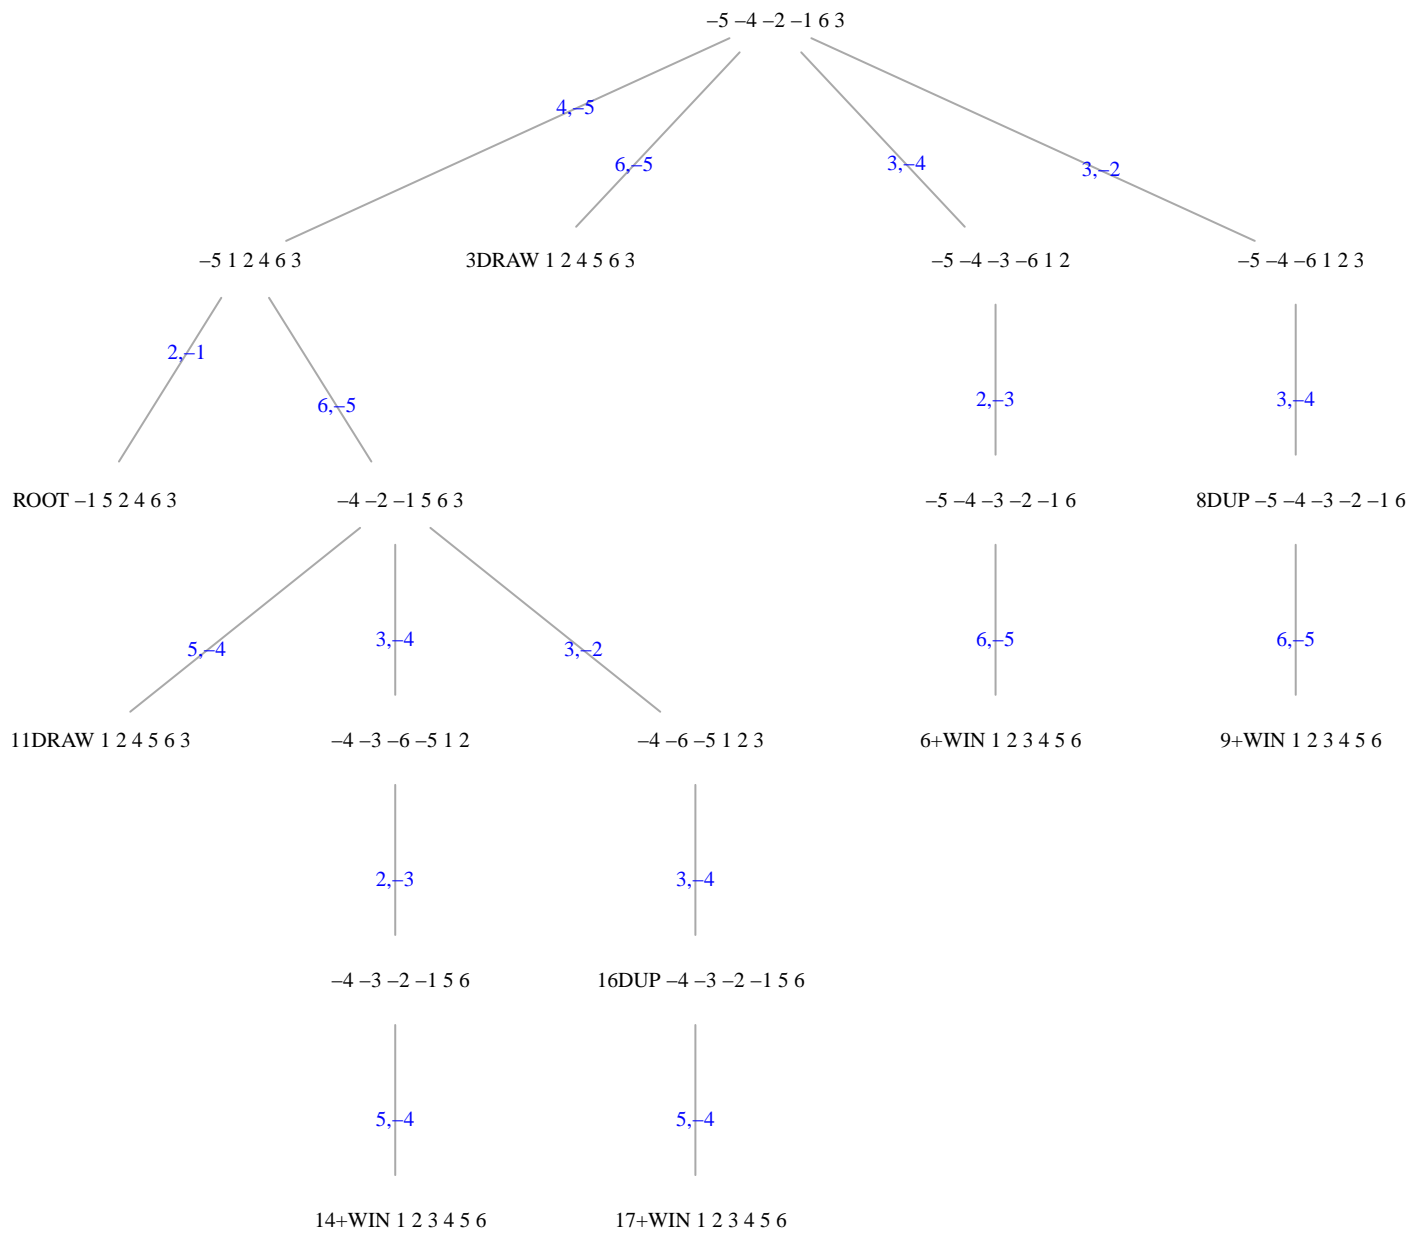 −5 −4 −2 −1 6 3
4,−5
6,−5
3,−4
3,−2
−5 1 2 4 6 3
3DRAW 1 2 4 5 6 3
−5 −4 −3 −6 1 2
−5 −4 −6 1 2 3
2,−1
6,−5
2,−3
3,−4
ROOT −1 5 2 4 6 3
−4 −2 −1 5 6 3
−5 −4 −3 −2 −1 6
8DUP −5 −4 −3 −2 −1 6
5,−4
3,−4
3,−2
6,−5
6,−5
11DRAW 1 2 4 5 6 3
−4 −3 −6 −5 1 2
−4 −6 −5 1 2 3
6+WIN 1 2 3 4 5 6
9+WIN 1 2 3 4 5 6
2,−3
3,−4
−4 −3 −2 −1 5 6
16DUP −4 −3 −2 −1 5 6
5,−4
5,−4
14+WIN 1 2 3 4 5 6
17+WIN 1 2 3 4 5 6